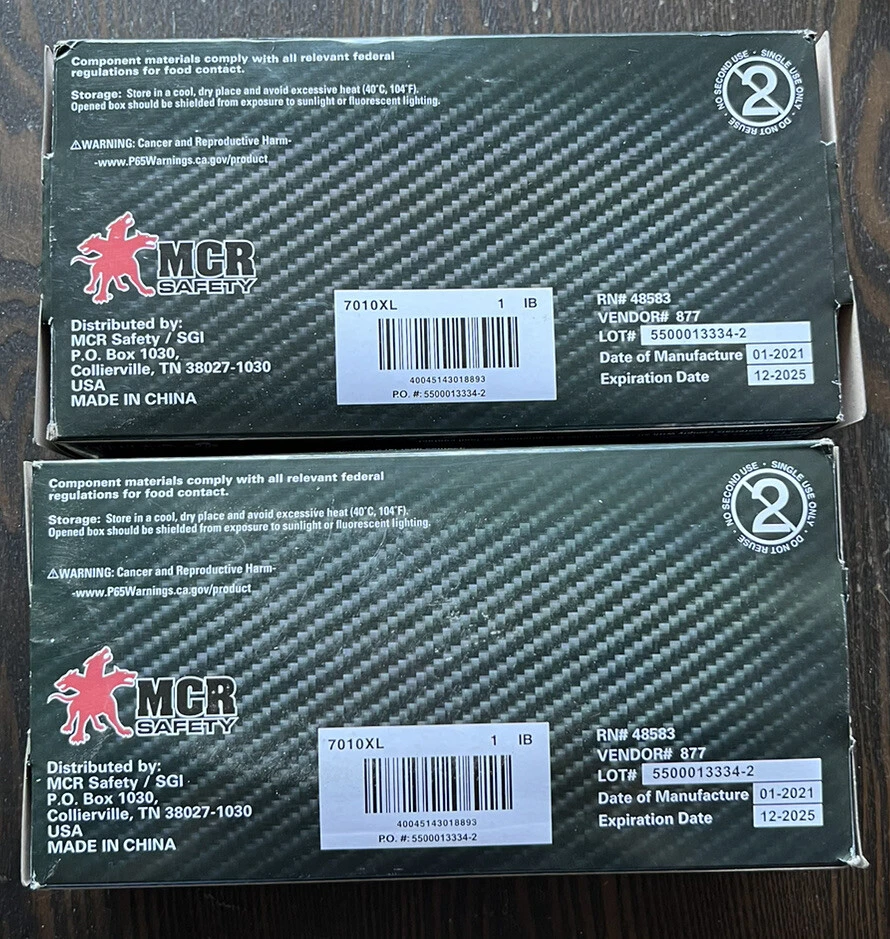 Component materials comply with all relevant federal
regulations for food contact.
NO SECOND USE • SINGLE USE ONLY • DO NOT REUSE •
2
Storage: Store in a cool, dry place and avoid excessive heat (40°C, 104°F).
Opened box should be shielded from exposure to sunlight or fluorescent lighting.
⚠WARNING: Cancer and Reproductive Harm-
-www.P65Warnings.ca.gov/product
MCR
SAFETY
Distributed by:
MCR Safety / SGI
P.O. Box 1030,
Collierville, TN 38027-1030
USA
MADE IN CHINA
7010XL 1 IB
40045143018893
P.O. #: 5500013334-2
RN# 48583
VENDOR# 877
LOT# 5500013334-2
Date of Manufacture 01-2021
Expiration Date 12-2025
Component materials comply with all relevant federal
regulations for food contact.
NO SECOND USE • SINGLE USE ONLY • DO NOT REUSE •
2
Storage: Store in a cool, dry place and avoid excessive heat (40°C, 104°F).
Opened box should be shielded from exposure to sunlight or fluorescent lighting.
⚠WARNING: Cancer and Reproductive Harm-
-www.P65Warnings.ca.gov/product
MCR
SAFETY
Distributed by:
MCR Safety / SGI
P.O. Box 1030,
Collierville, TN 38027-1030
USA
MADE IN CHINA
7010XL 1 IB
40045143018893
P.O. #: 5500013334-2
RN# 48583
VENDOR# 877
LOT# 5500013334-2
Date of Manufacture 01-2021
Expiration Date 12-2025